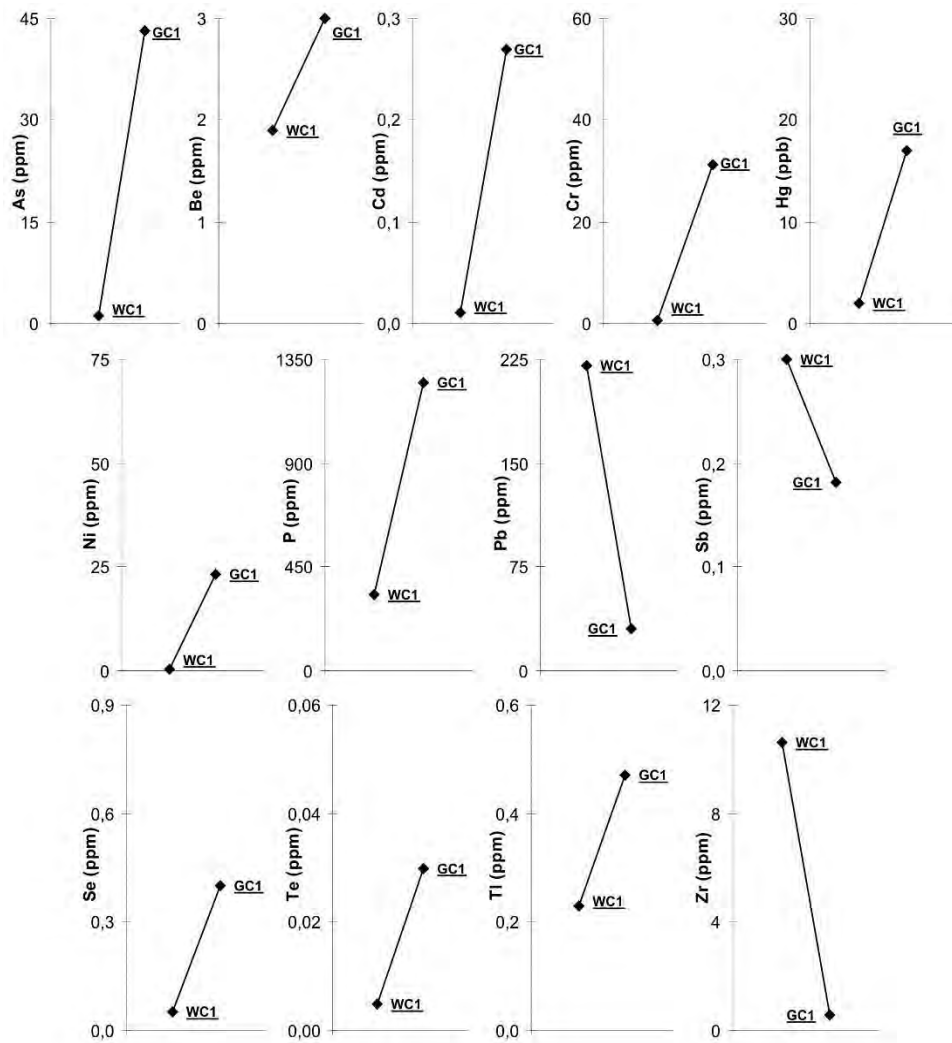 45
30
15
0
As (ppm)
GC1
WC1
3
2
1
0
Be (ppm)
GC1
WC1
0,3
0,2
0,1
0,0
Cd (ppm)
GC1
WC1
60
40
20
0
Cr (ppm)
GC1
WC1
30
20
10
0
Hg (ppb)
GC1
WC1
75
50
25
0
Ni (ppm)
GC1
WC1
1350
900
450
0
P (ppm)
GC1
WC1
225
150
75
0
Pb (ppm)
WC1
GC1
0,3
0,2
0,1
0,0
Sb (ppm)
WC1
GC1
0,9
0,6
0,3
0,0
Se (ppm)
GC1
WC1
0,06
0,04
0,02
0,00
Te (ppm)
GC1
WC1
0,6
0,4
0,2
0,0
Tl (ppm)
GC1
WC1
12
8
4
0
Zr (ppm)
WC1
GC1